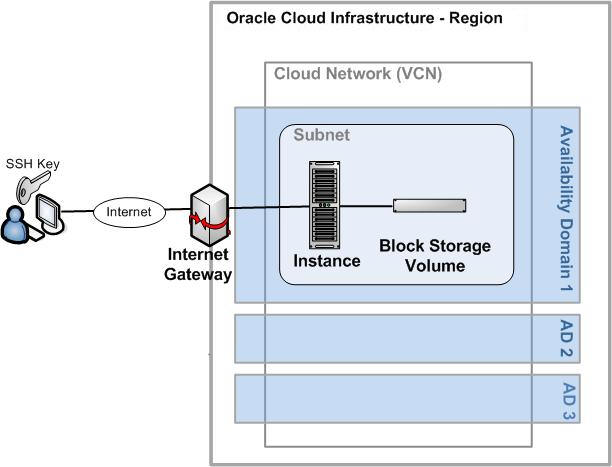 Oracle Cloud Infrastructure - Region
Cloud Network (VCN)
Subnet
Availability Domain 1
SSH Key
Internet
Internet
Gateway
Instance
Block Storage
Volume
AD 2
AD 3